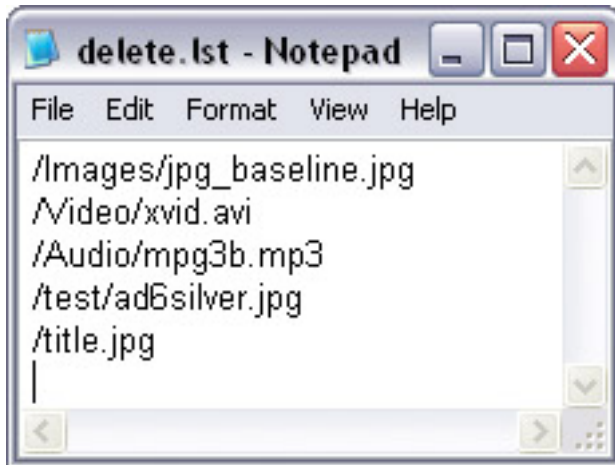 delete.lst - Notepad
File Edit Format View Help
/Images/jpg_baseline.jpg
/Video/xvid.avi
/Audio/mpg3b.mp3
/test/ad6silver.jpg
/title.jpg